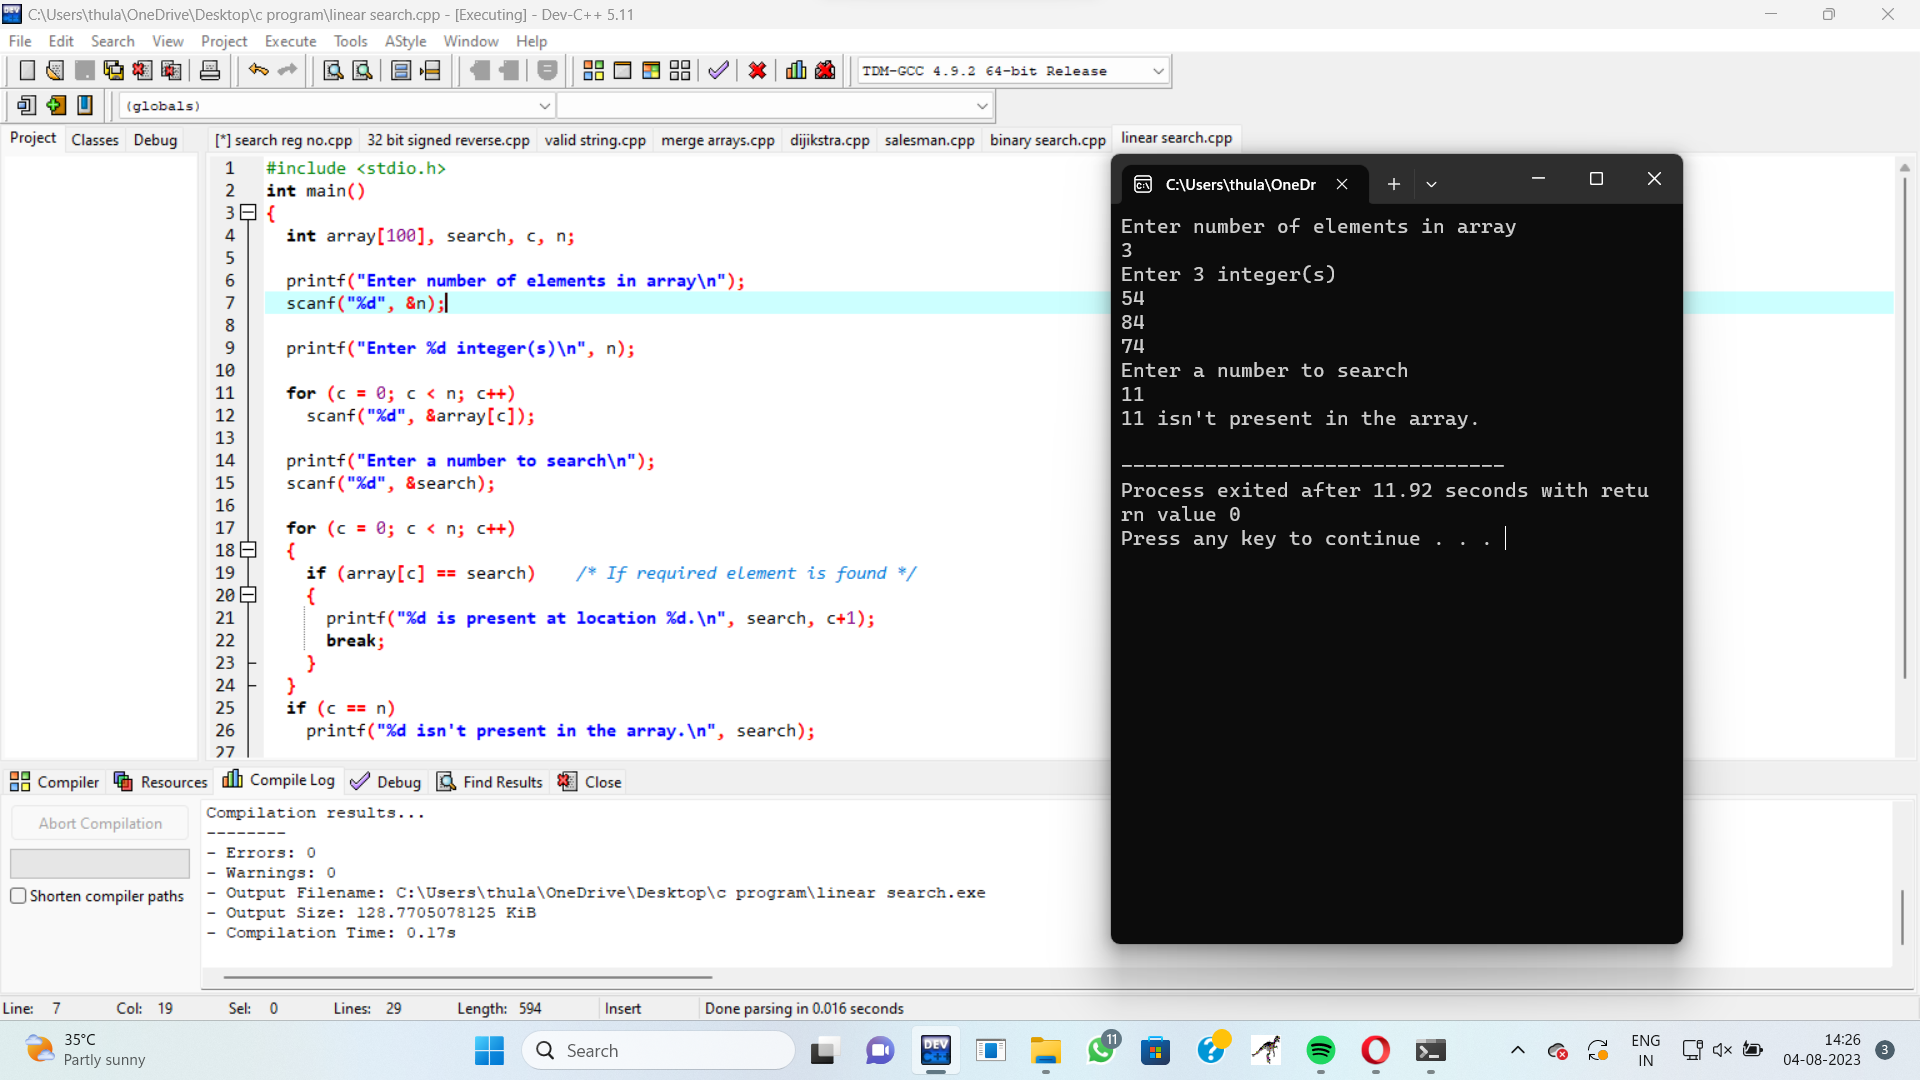 C:\Users\thula\OneDrive\Desktop\c program\linear search.cpp - [Executing] - Dev-C++ 5.11
File Edit Search View Project Execute Tools AStyle Window Help
TDM-GCC 4.9.2 64-bit Release
(globals)
Project Classes Debug
[*] search reg no.cpp 32 bit signed reverse.cpp valid string.cpp merge arrays.cpp dijikstra.cpp salesman.cpp binary search.cpp linear search.cpp
1 #include <stdio.h>
2 int main()
3 {
4 int array[100], search, c, n;
5
6 printf("Enter number of elements in array\n");
7 scanf("%d", &n);
8
9 printf("Enter %d integer(s)\n", n);
10
11 for (c = 0; c < n; c++)
12 scanf("%d", &array[c]);
13
14 printf("Enter a number to search\n");
15 scanf("%d", &search);
16
17 for (c = 0; c < n; c++)
18 {
19 if (array[c] == search) /* If required element is found */
20 {
21 printf("%d is present at location %d.\n", search, c+1);
22 break;
23 }
24 }
25 if (c == n)
26 printf("%d isn't present in the array.\n", search);
27
C:\Users\thula\OneDr
Enter number of elements in array
3
Enter 3 integer(s)
54
84
74
Enter a number to search
11
11 isn't present in the array.
--------------------------------
Process exited after 11.92 seconds with retu
rn value 0
Press any key to continue . . .
Compiler Resources Compile Log Debug Find Results Close
Abort Compilation
Shorten compiler paths
Compilation results...
--------
- Errors: 0
- Warnings: 0
- Output Filename: C:\Users\thula\OneDrive\Desktop\c program\linear search.exe
- Output Size: 128.7705078125 KiB
- Compilation Time: 0.17s
Line: 7 Col: 19 Sel: 0 Lines: 29 Length: 594 Insert Done parsing in 0.016 seconds
35°C
Partly sunny
Search
DEV
11
ENG
IN
14:26
04-08-2023
3